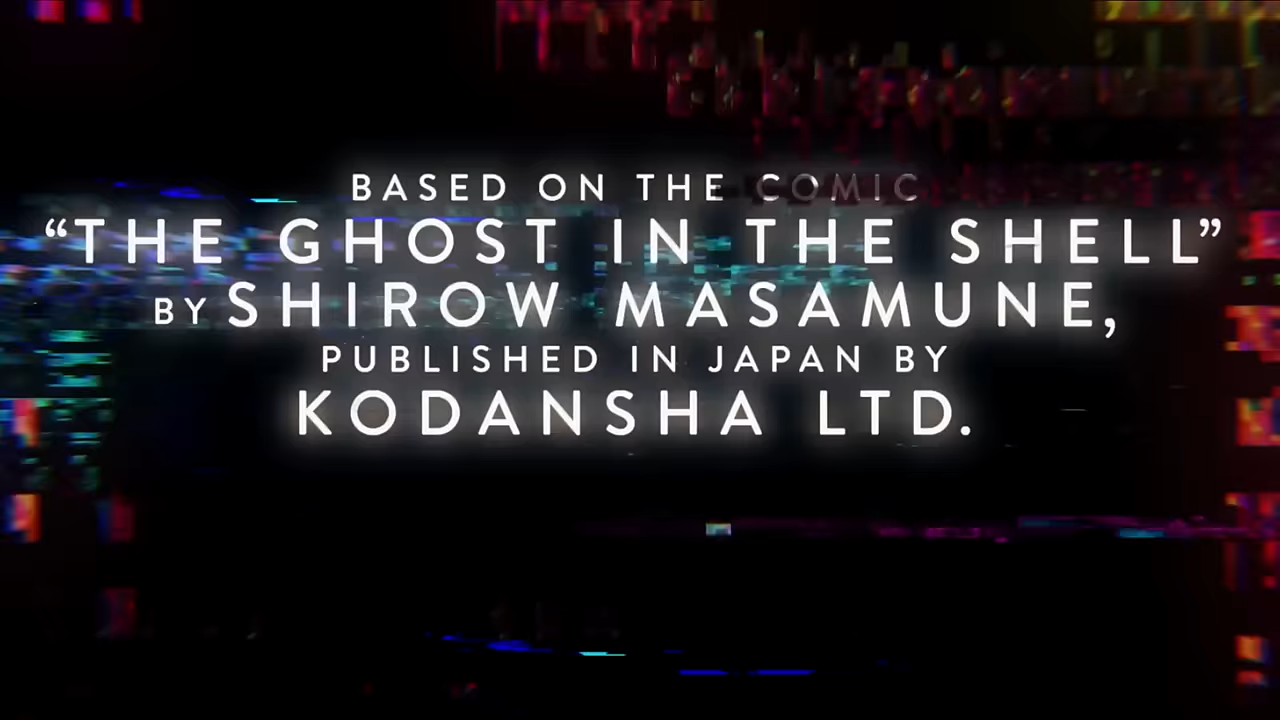 BASED ON THE COMIC
“THE GHOST IN THE SHELL”
BY SHIROW MASAMUNE,
PUBLISHED IN JAPAN BY
KODANSHA LTD.